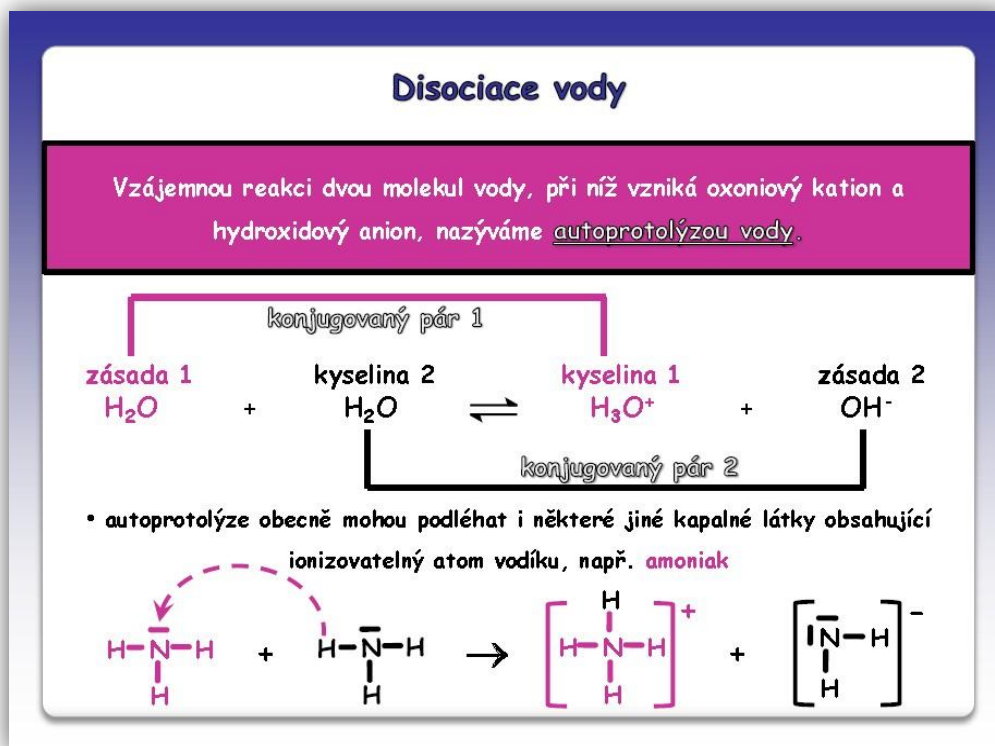 Disociace vody
Vzájemnou reakci dvou molekul vody, při níž vzniká oxoniový kation a
hydroxidový anion, nazýváme autoprotolýzou vody.
konjugovaný pár 1
zásada 1 kyselina 2 kyselina 1 zásada 2
H₂O + H₂O ⇌ H₃O⁺ + OH⁻
konjugovaný pár 2
• autoprotolýze obecně mohou podléhat i některé jiné kapalné látky obsahující
ionizovatelný atom vodíku, např. amoniak
H
H–N–H + H–N–H → [H–N–H]⁺ + [N–H]⁻
H H H H